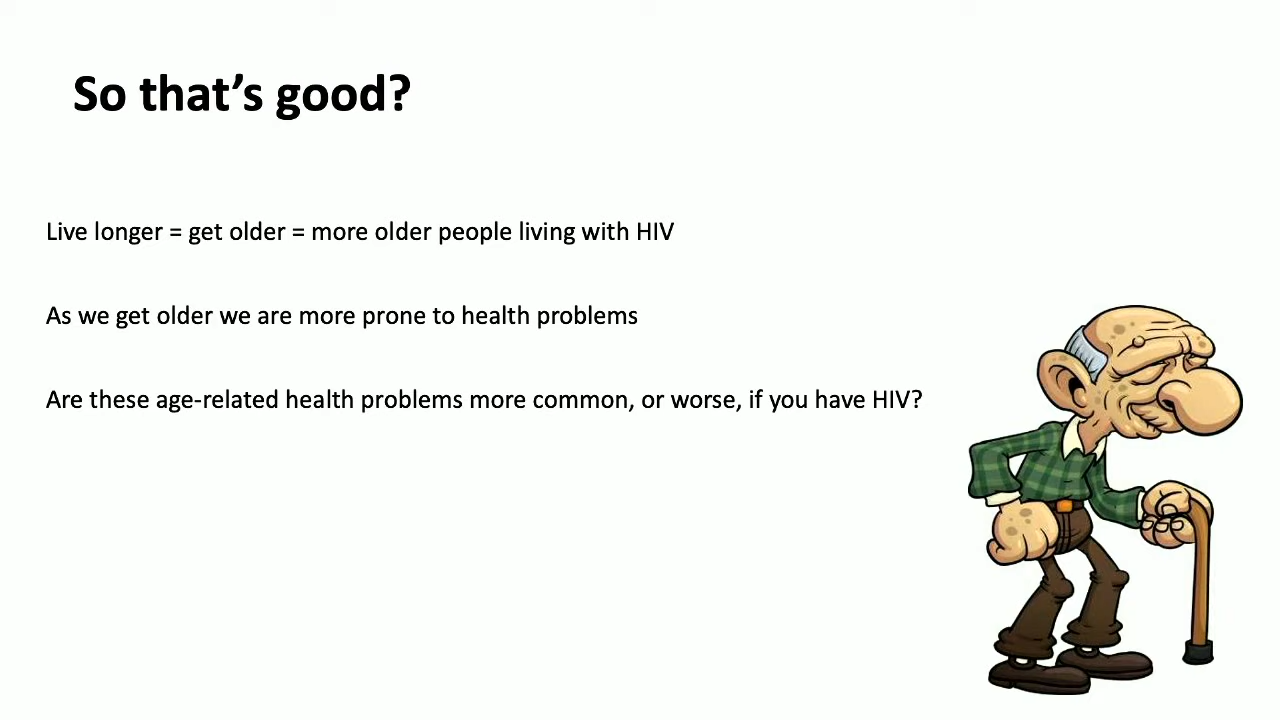 So that’s good?
Live longer = get older = more older people living with HIV
As we get older we are more prone to health problems
Are these age-related health problems more common, or worse, if you have HIV?